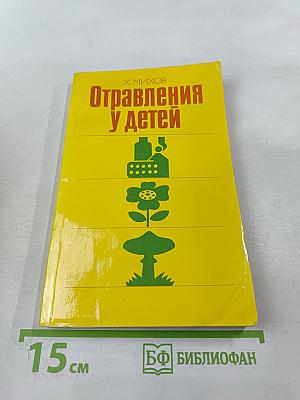 Х. МИХОВ
Отравления
у детей
15 см
БФ БИБЛИОФАН